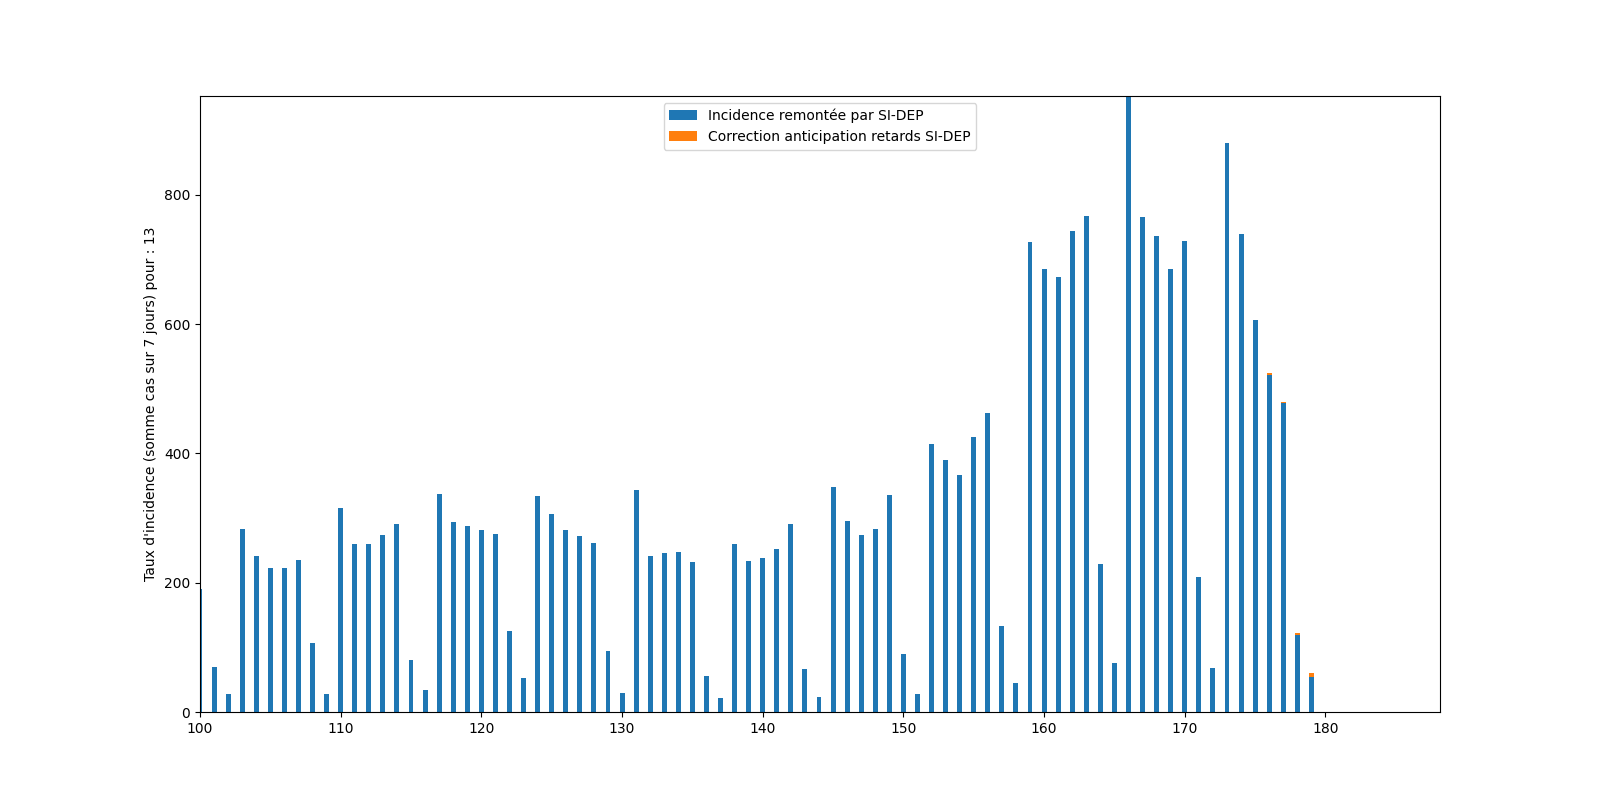 Incidence remontée par SI-DEP
Correction anticipation retards SI-DEP
Taux d'incidence (somme cas sur 7 jours) pour : 13
800
600
400
200
0
100 110 120 130 140 150 160 170 180